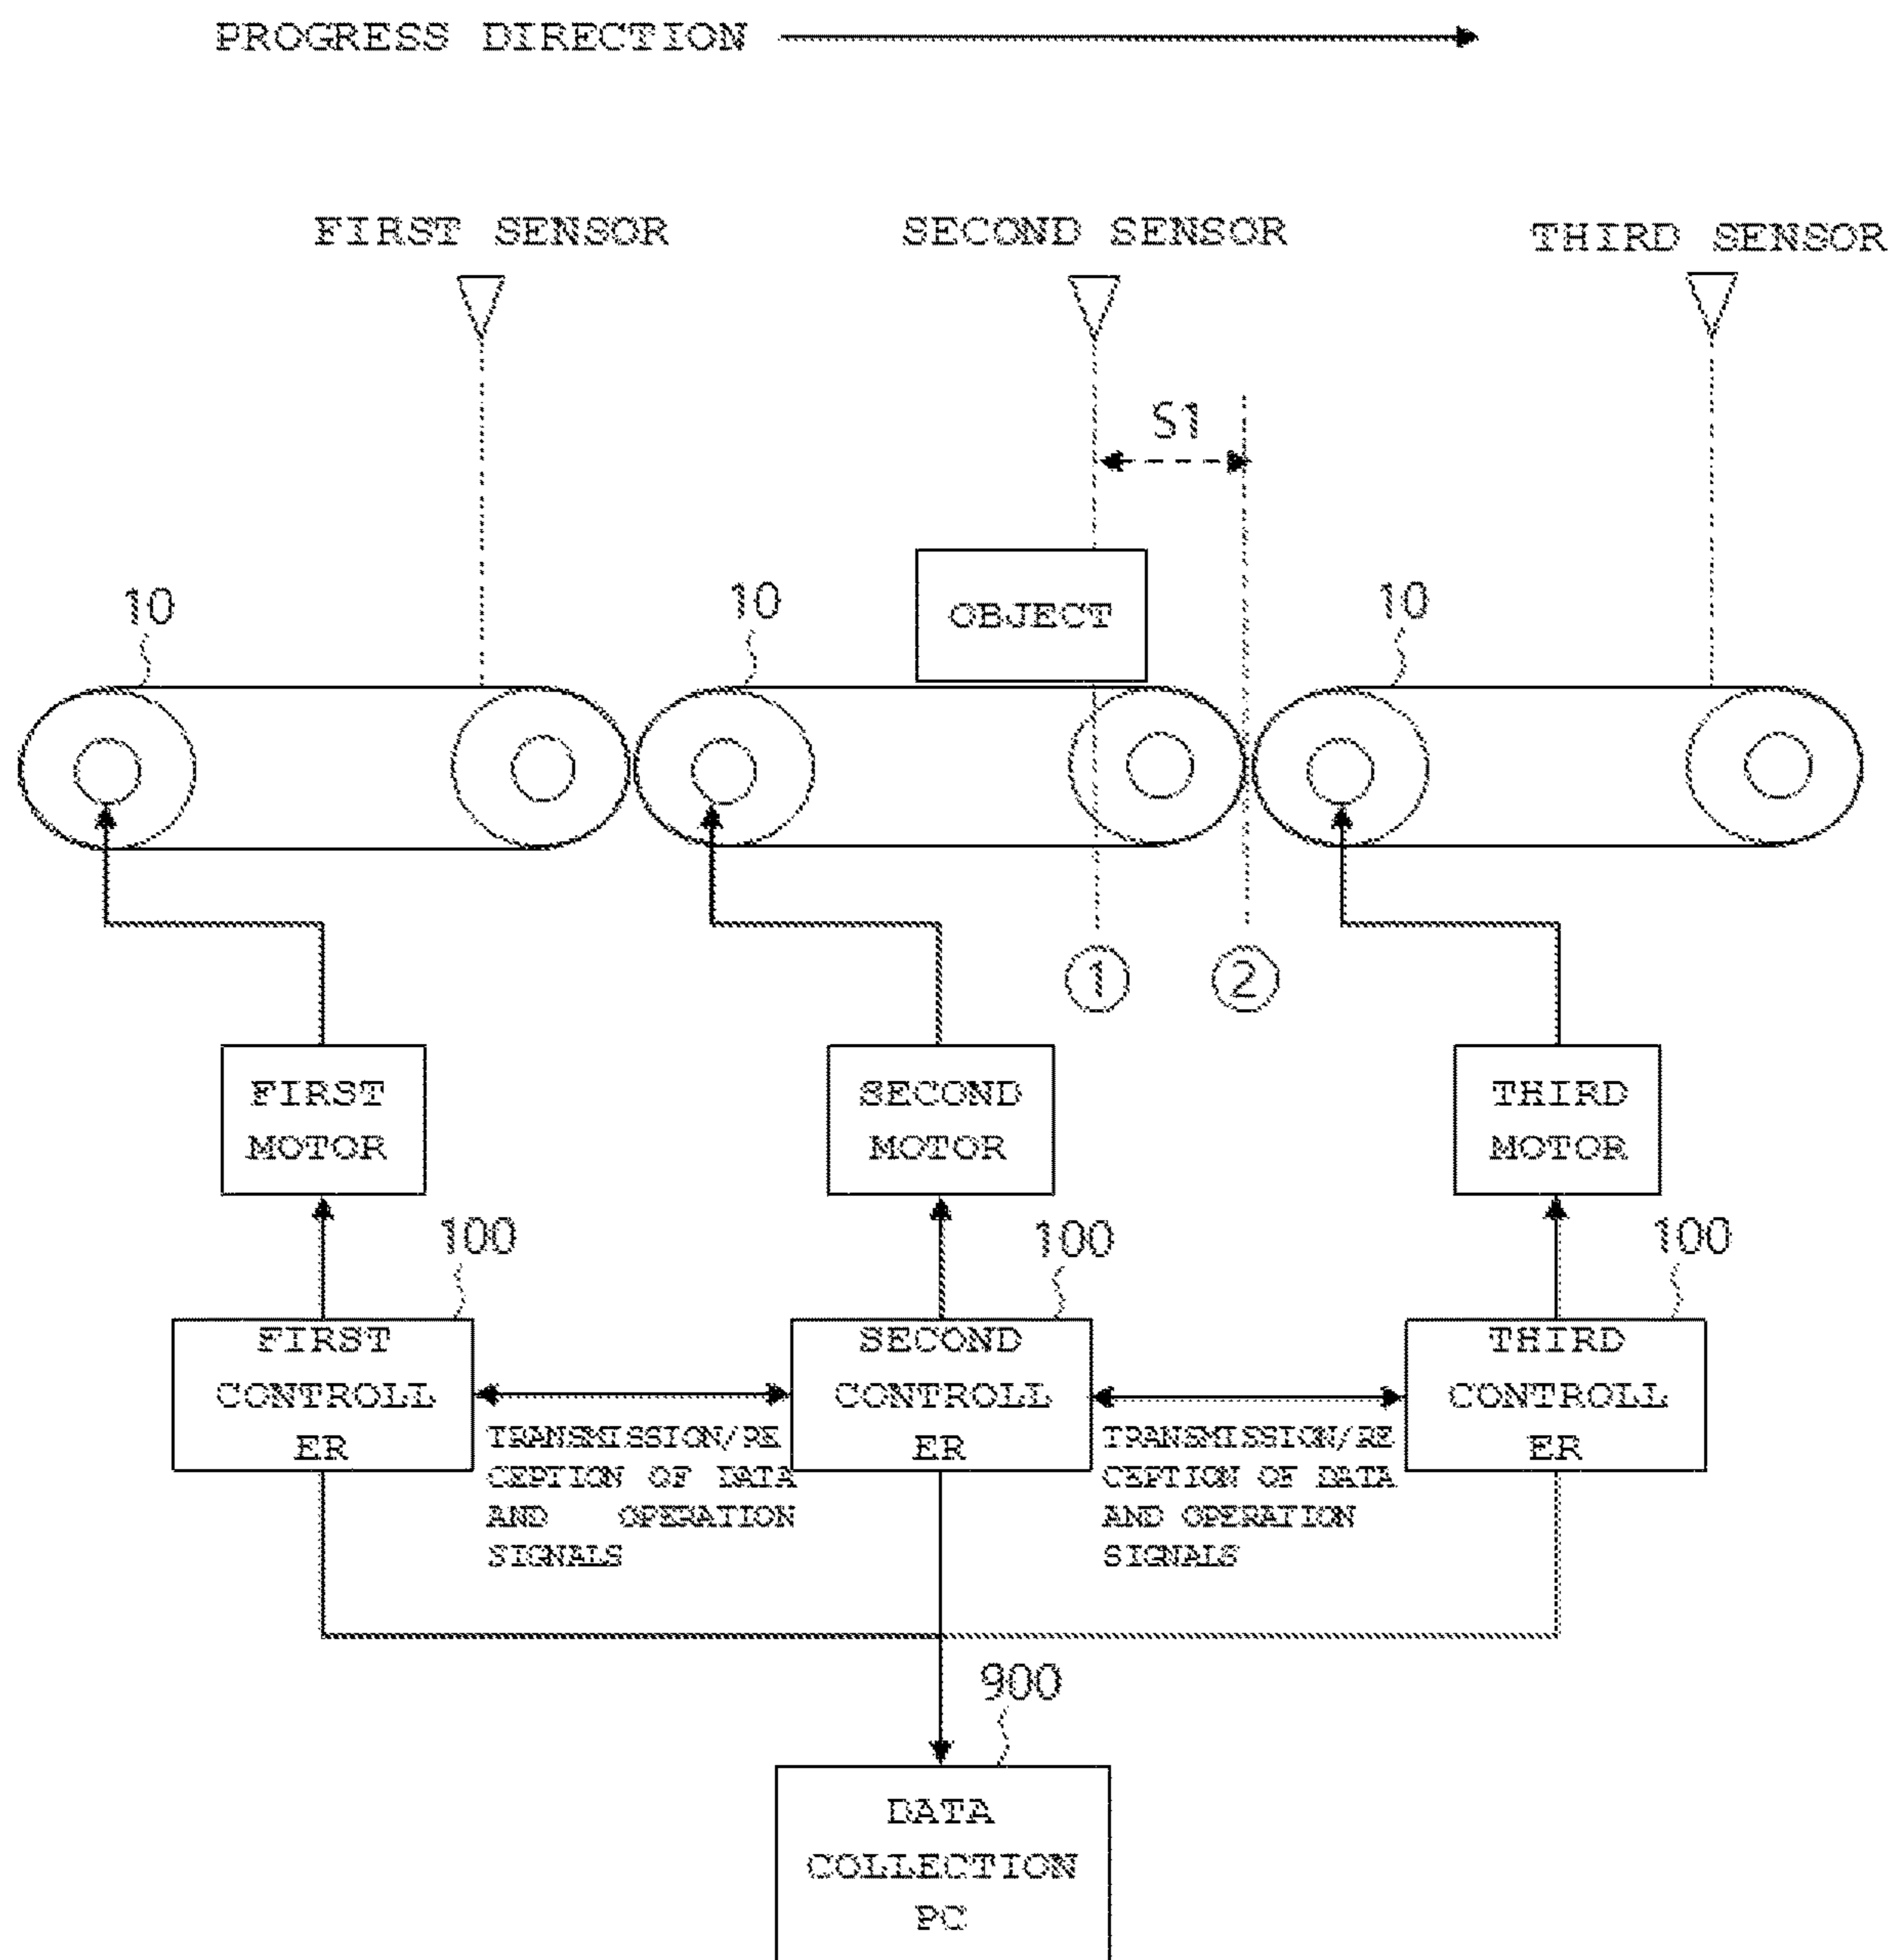 PROGRESS DIRECTION
FIRST SENSOR
SECOND SENSOR
THIRD SENSOR
S1
10
10
OBJECT
10
1
2
FIRST
MOTOR
SECOND
MOTOR
THIRD
MOTOR
100
100
100
FIRST
CONTROLL
ER
SECOND
CONTROLL
ER
THIRD
CONTROLL
ER
TRANSMISSION/RE
CEPTION OF DATA
AND OPERATION
SIGNALS
TRANSMISSION/RE
CEPTION OF DATA
AND OPERATION
SIGNALS
900
DATA
COLLECTION
PC